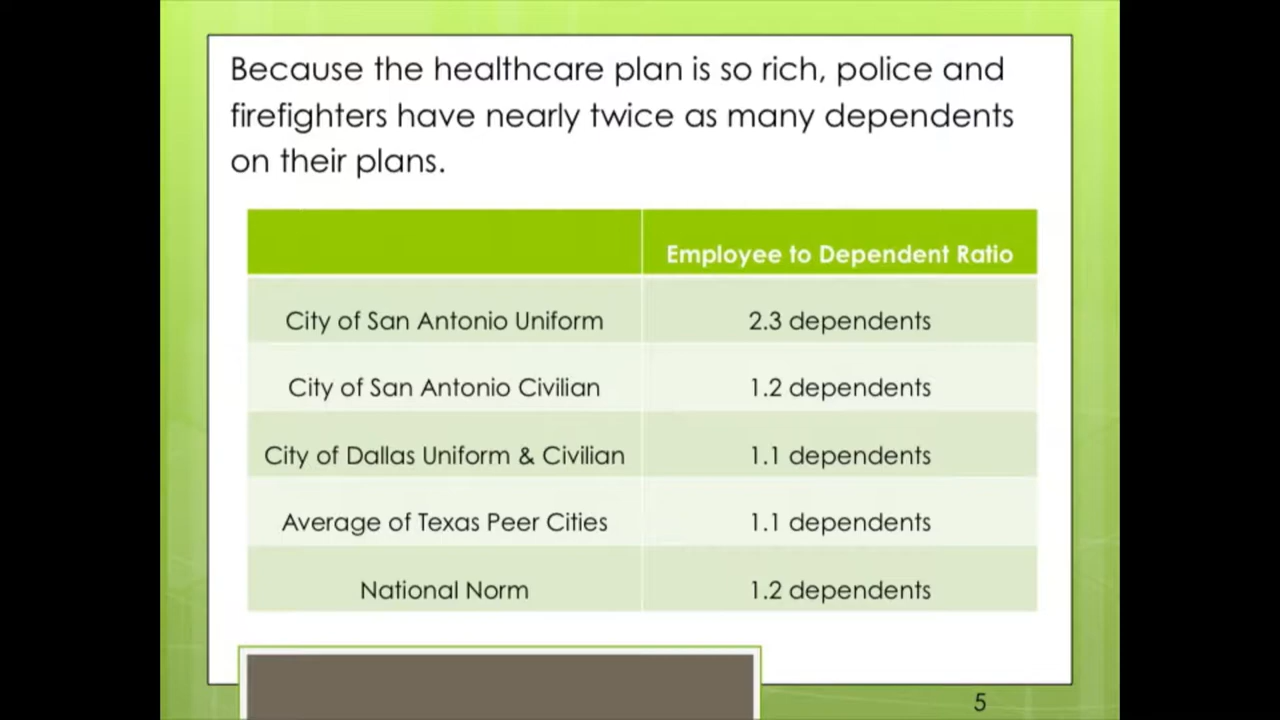 Because the healthcare plan is so rich, police and
firefighters have nearly twice as many dependents
on their plans.
Employee to Dependent Ratio
City of San Antonio Uniform 2.3 dependents
City of San Antonio Civilian 1.2 dependents
City of Dallas Uniform & Civilian 1.1 dependents
Average of Texas Peer Cities 1.1 dependents
National Norm 1.2 dependents
5